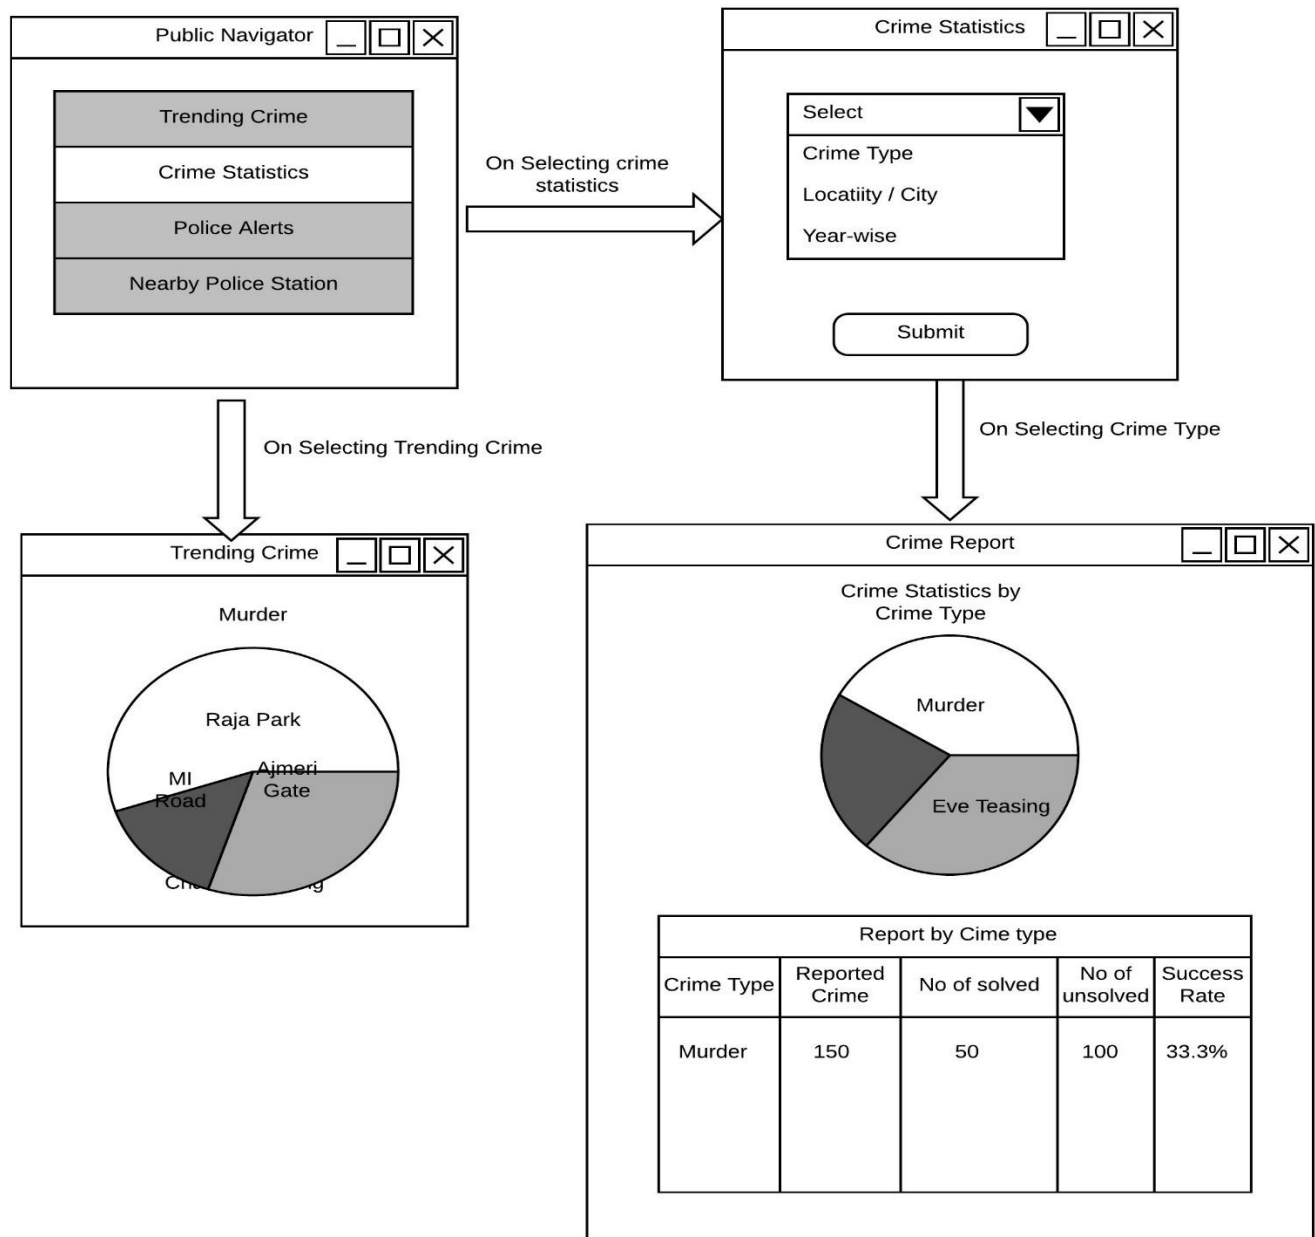 Public Navigator
Trending Crime
Crime Statistics
Police Alerts
Nearby Police Station
On Selecting crime
statistics
Crime Statistics
Select
Crime Type
Locatiity / City
Year-wise
Submit
On Selecting Trending Crime
On Selecting Crime Type
Trending Crime
Murder
Raja Park
MI
Road
Ajmeri
Gate
Crime Report
Crime Statistics by
Crime Type
Murder
Eve Teasing
Report by Cime type
Crime Type
Reported
Crime
No of solved
No of
unsolved
Success
Rate
Murder
150
50
100
33.3%